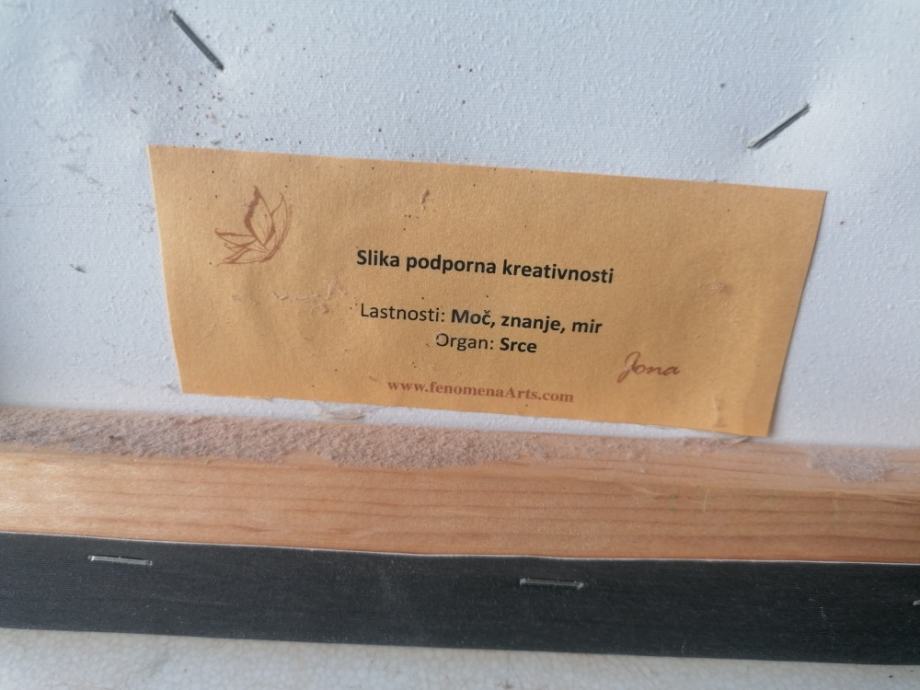 Slika podporna kreativnosti
Lastnosti: Moč, znanje, mir
Organ: Srce
Jona
www.fenomenaArts.com